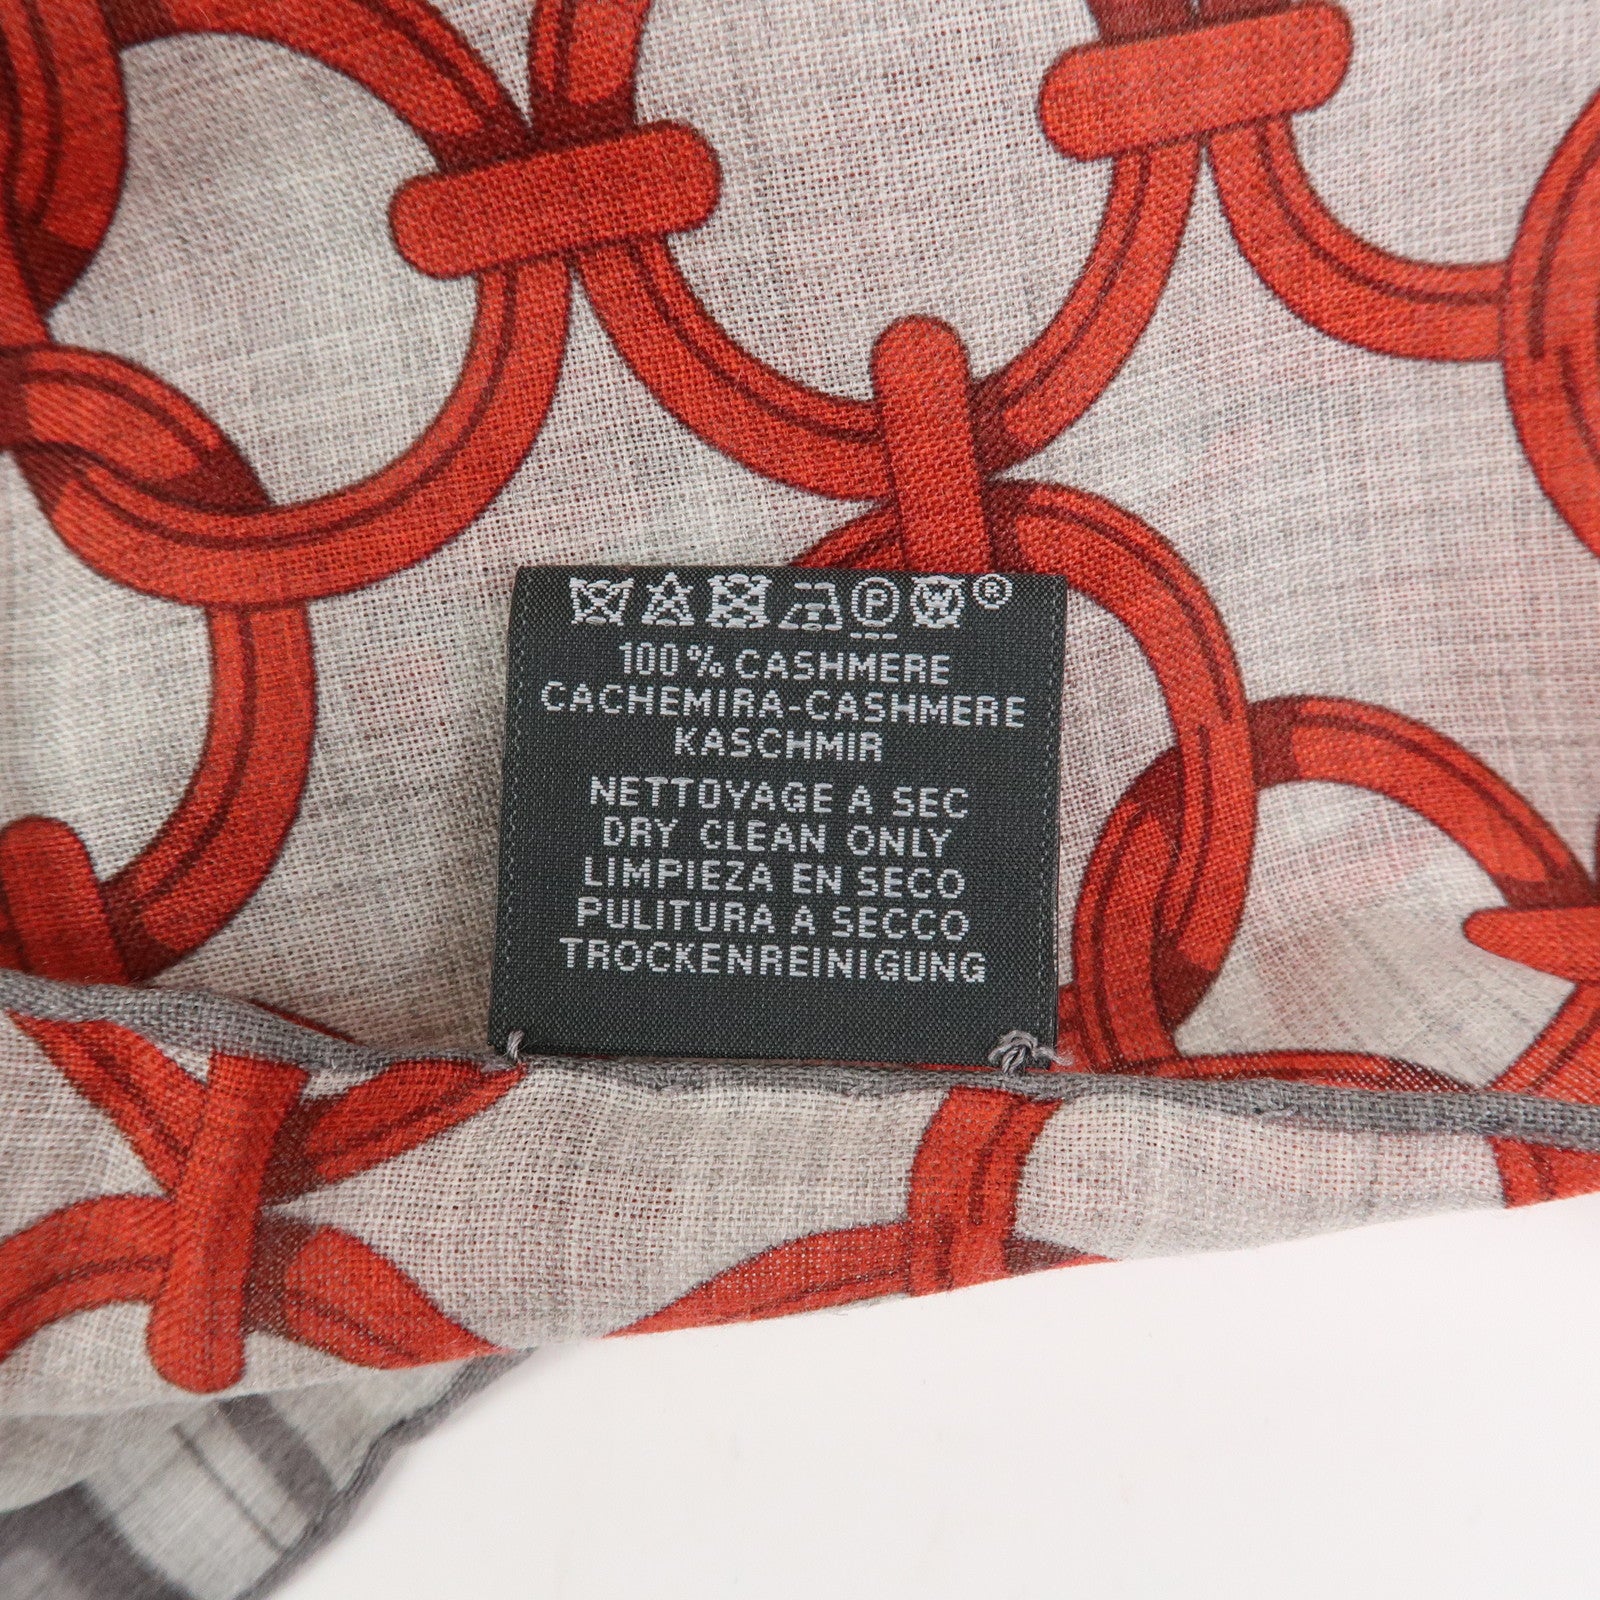 P ®
100% CASHMERE
CACHEMIRA-CASHMERE
KASCHMIR
NETTOYAGE A SEC
DRY CLEAN ONLY
LIMPIEZA EN SECO
PULITURA A SECCO
TROCKENREINIGUNG